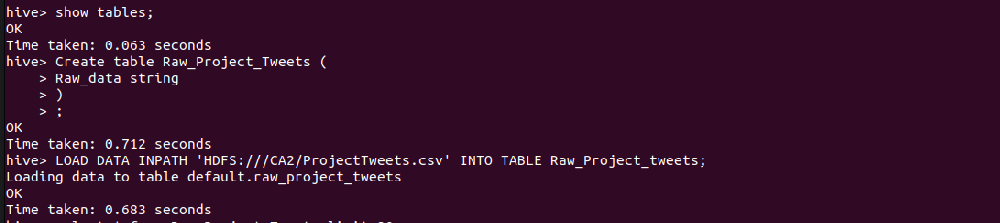 hive> show tables;
OK
Time taken: 0.063 seconds
hive> Create table Raw_Project_Tweets (
    > Raw_data string
    > )
    > ;
OK
Time taken: 0.712 seconds
hive> LOAD DATA INPATH 'HDFS:///CA2/ProjectTweets.csv' INTO TABLE Raw_Project_tweets;
Loading data to table default.raw_project_tweets
OK
Time taken: 0.683 seconds